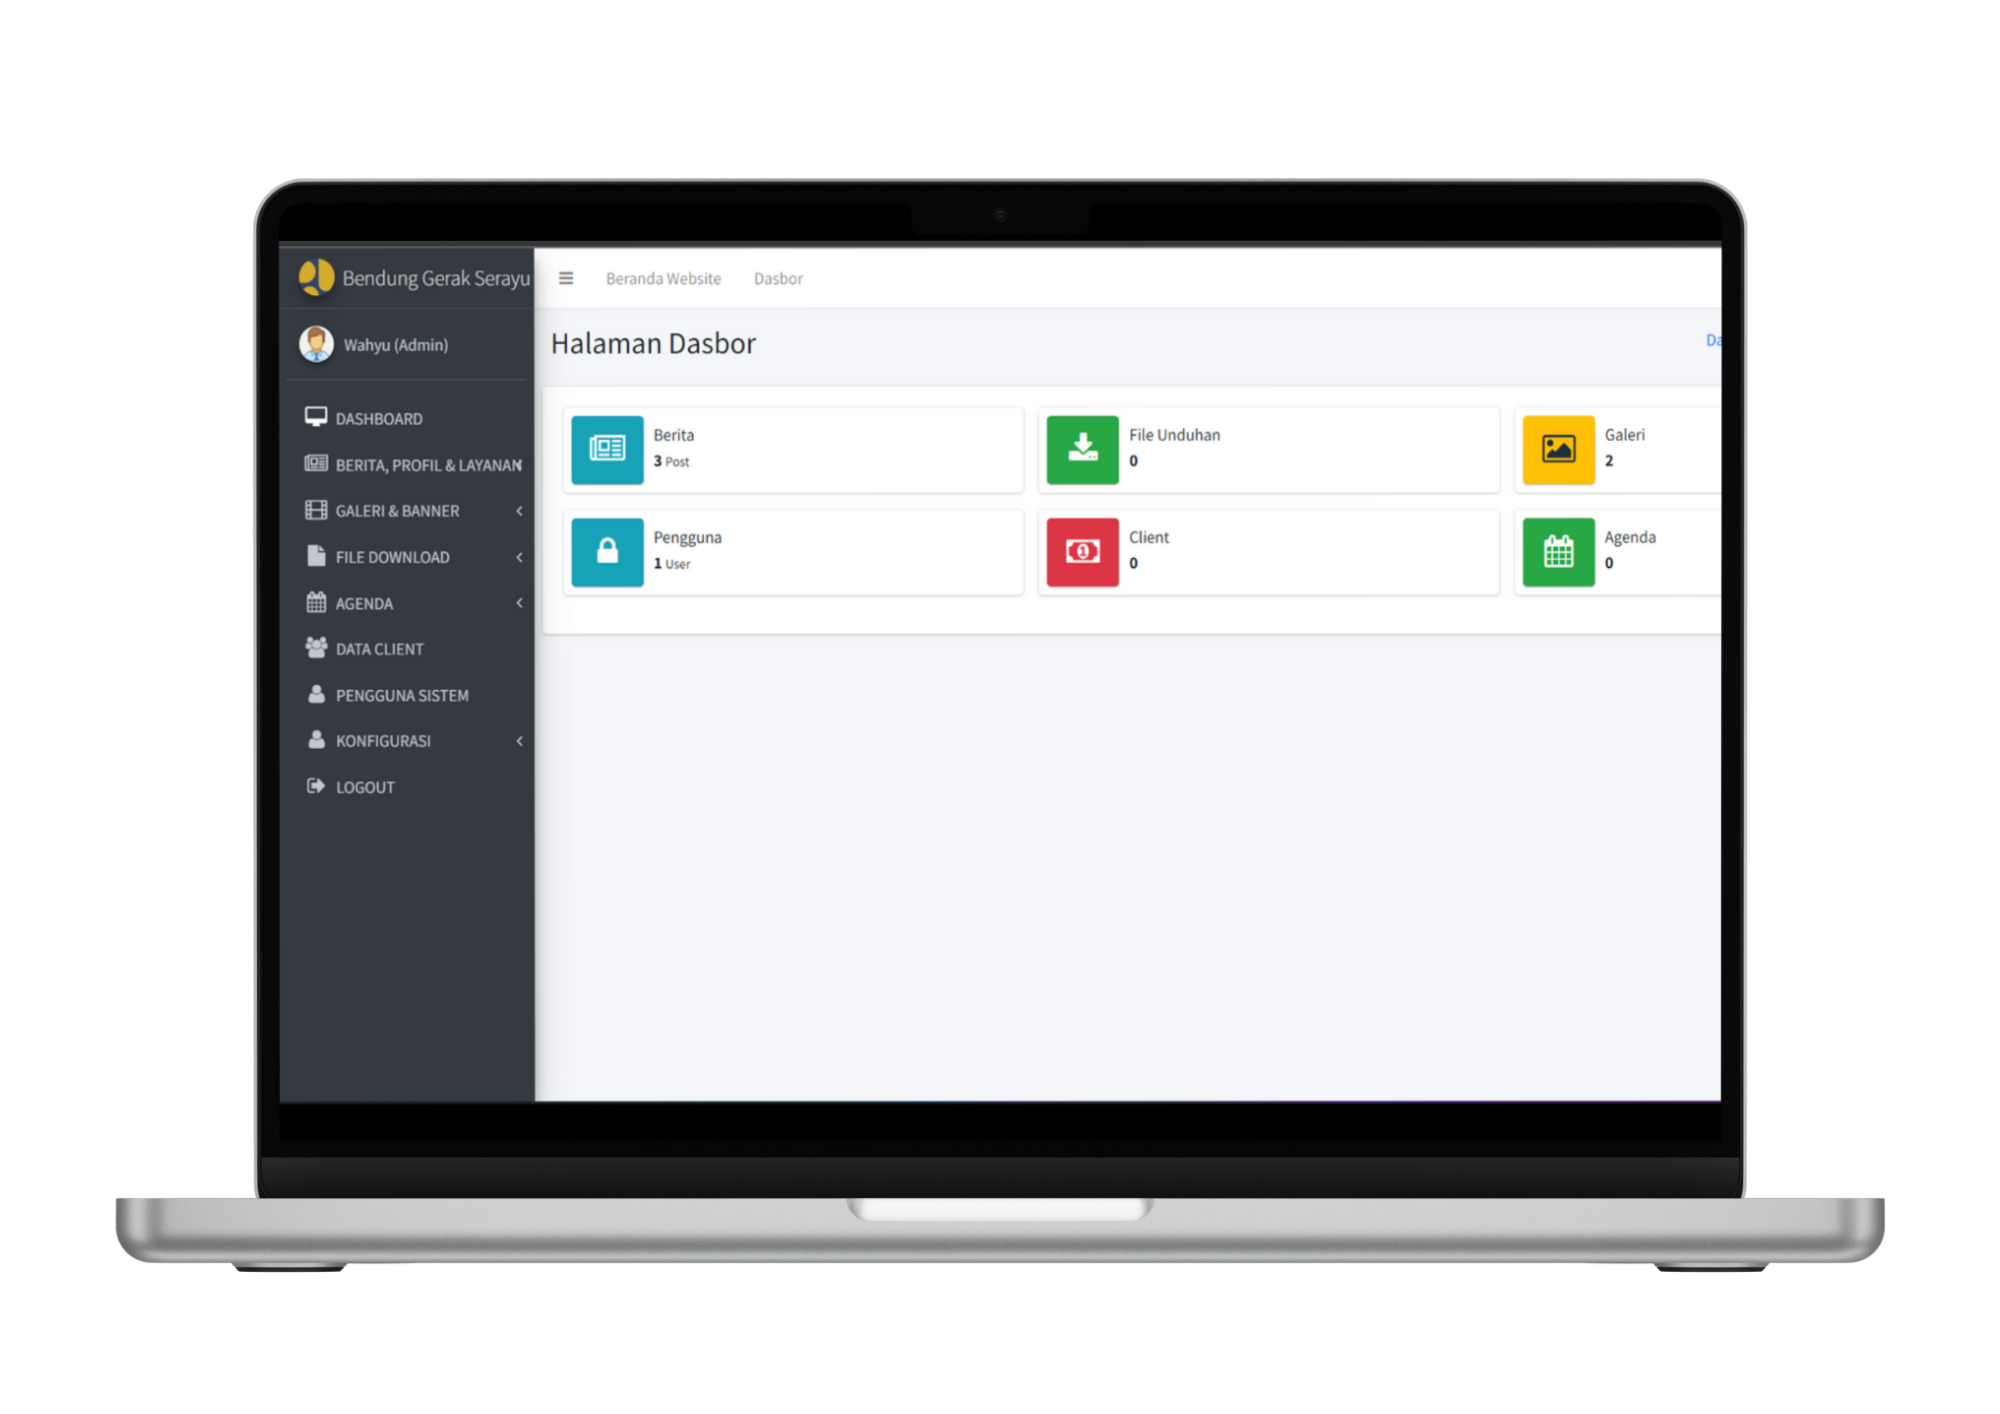 Bendung Gerak Serayu
Beranda Website
Dasbor
Wahyu (Admin)
Halaman Dasbor
Da
DASHBOARD
BERITA, PROFIL & LAYANAN
GALERI & BANNER
FILE DOWNLOAD
AGENDA
DATA CLIENT
PENGGUNA SISTEM
KONFIGURASI
LOGOUT
Berita
3 Post
File Unduhan
0
Galeri
2
Pengguna
1 User
Client
0
Agenda
0